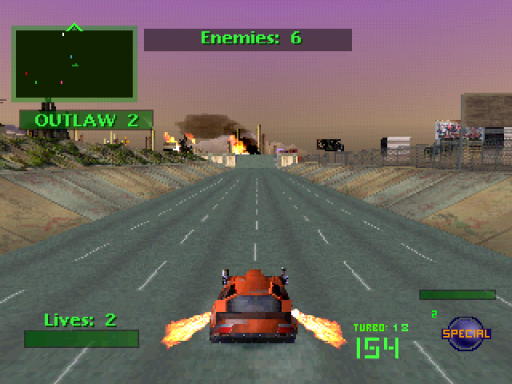 Enemies: 6
OUTLAW 2
Lives: 2
TURBO: 12
154
2
SPECIAL